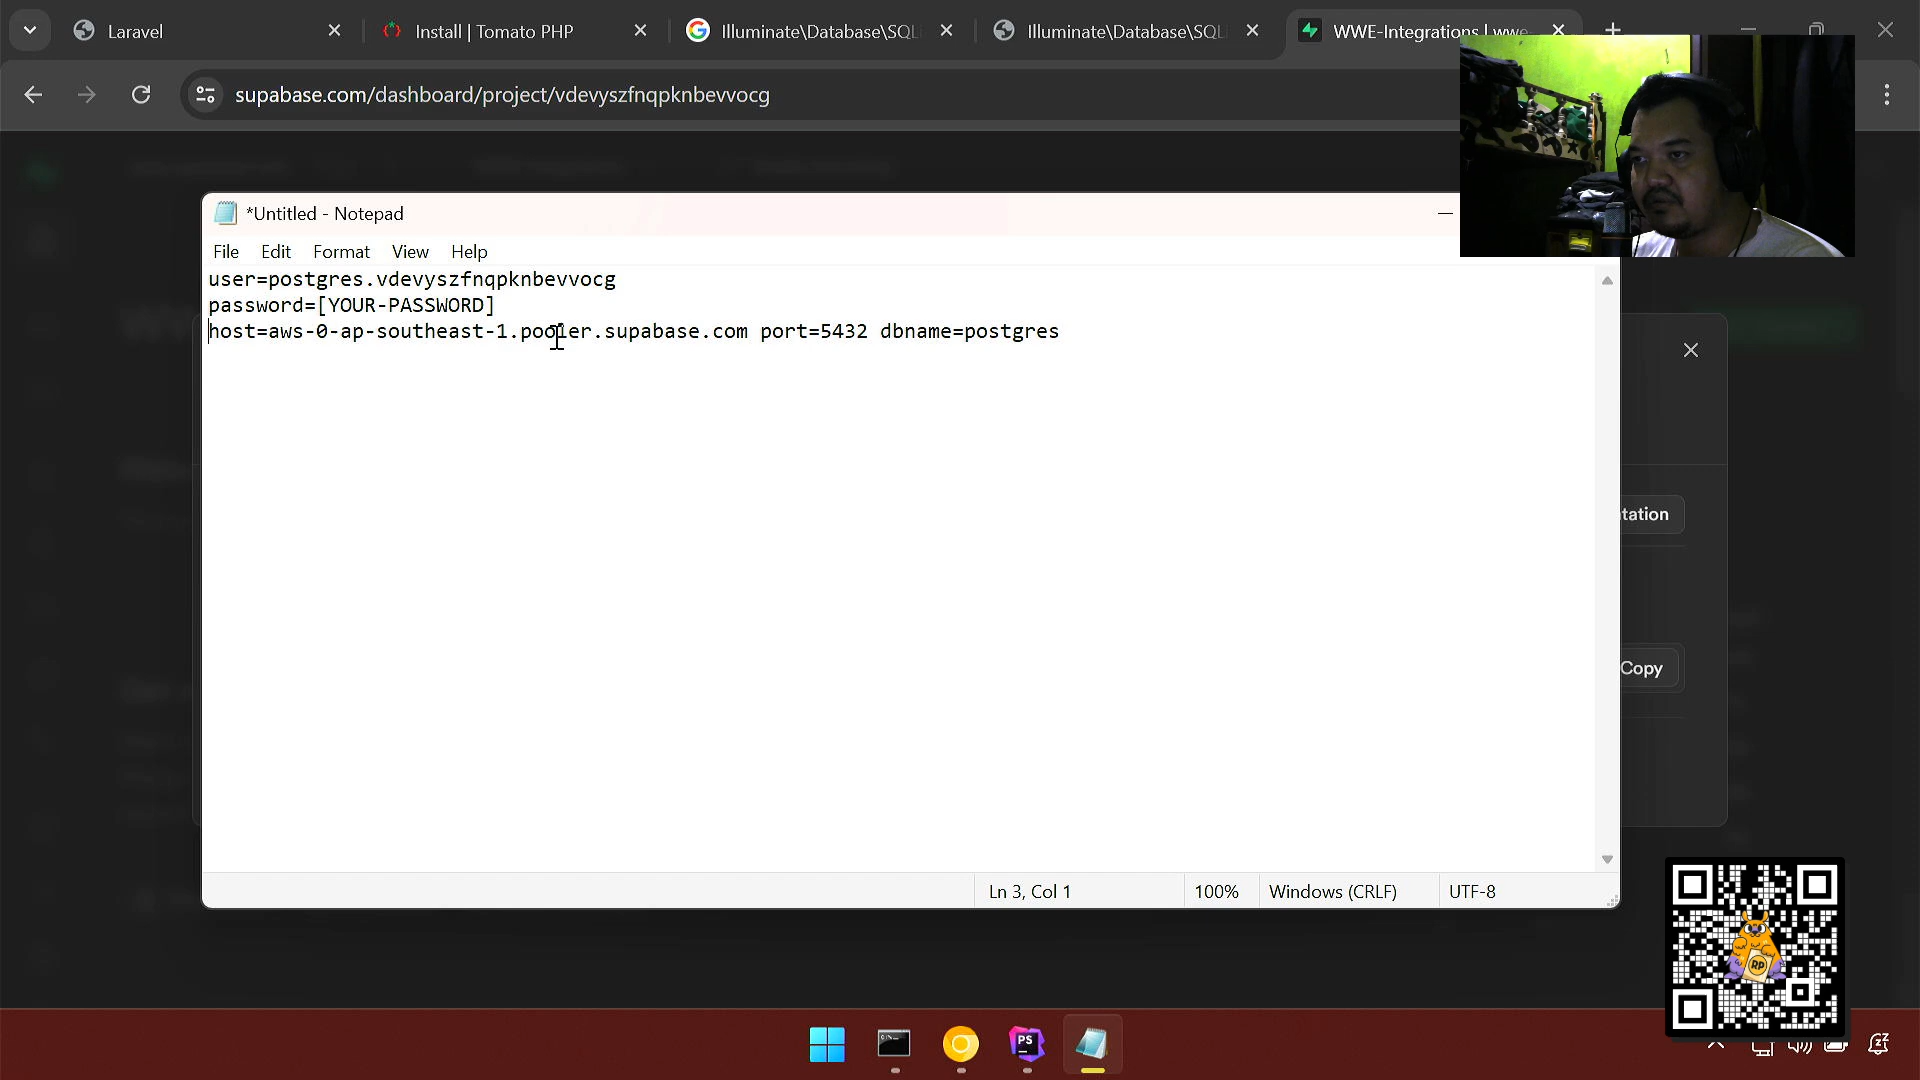 Laravel
Install | Tomato PHP
Illuminate\Database\SQL
Illuminate\Database\SQL
WWE-Integrations | wwe-
supabase.com/dashboard/project/vdevyszfnqpknbevvocg
*Untitled - Notepad
File Edit Format View Help
user=postgres.vdevyszfnqpknbevvocg
password=[YOUR-PASSWORD]
host=aws-0-ap-southeast-1.pooler.supabase.com port=5432 dbname=postgres
tation
Copy
Ln 3, Col 1
100%
Windows (CRLF)
UTF-8
RP
PS